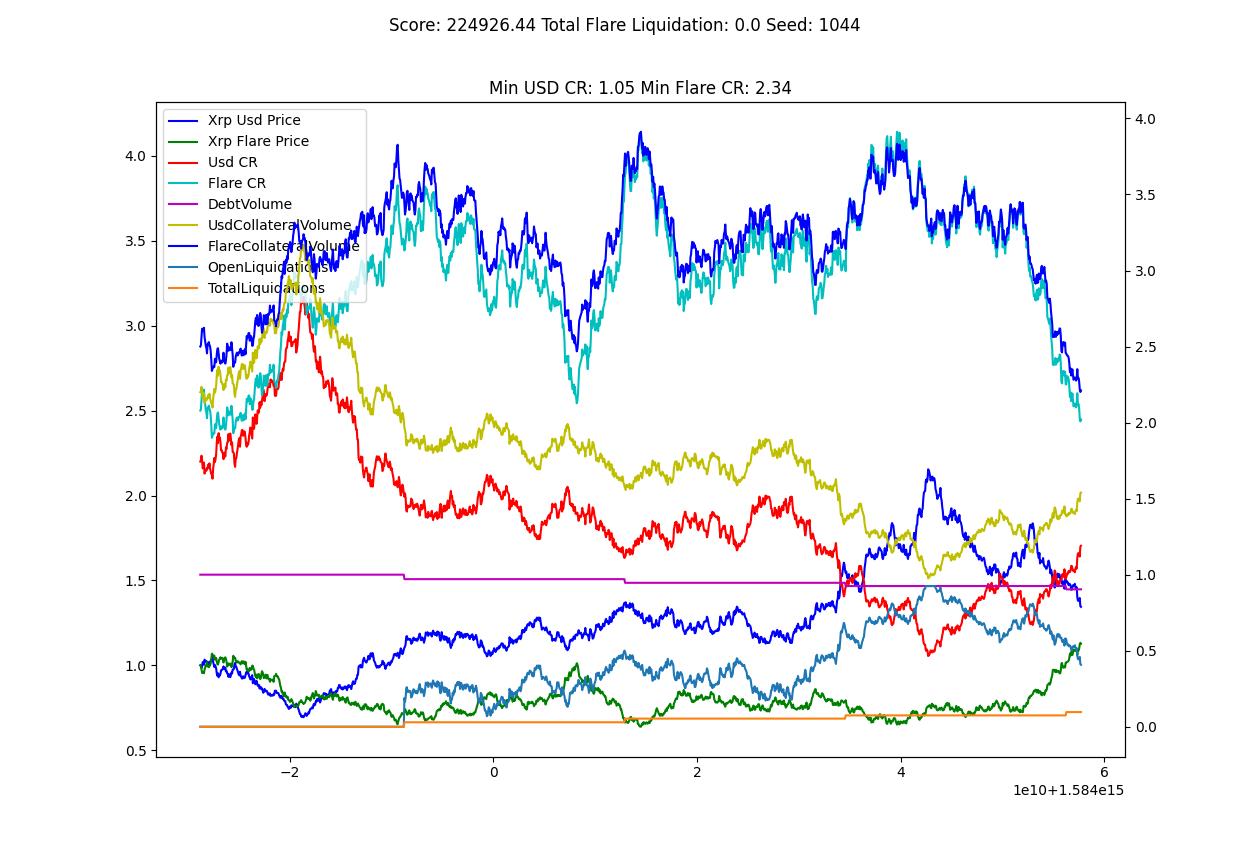 Score: 224926.44 Total Flare Liquidation: 0.0 Seed: 1044
Min USD CR: 1.05 Min Flare CR: 2.34
Xrp Usd Price
Xrp Flare Price
Usd CR
Flare CR
DebtVolume
UsdCollateralVolume
FlareCollateralVolume
OpenLiquidations
TotalLiquidations
4.0
3.5
3.0
2.5
2.0
1.5
1.0
0.5
4.0
3.5
3.0
2.5
2.0
1.5
1.0
0.5
0.0
−2
0
2
4
6
1e10+1.584e15